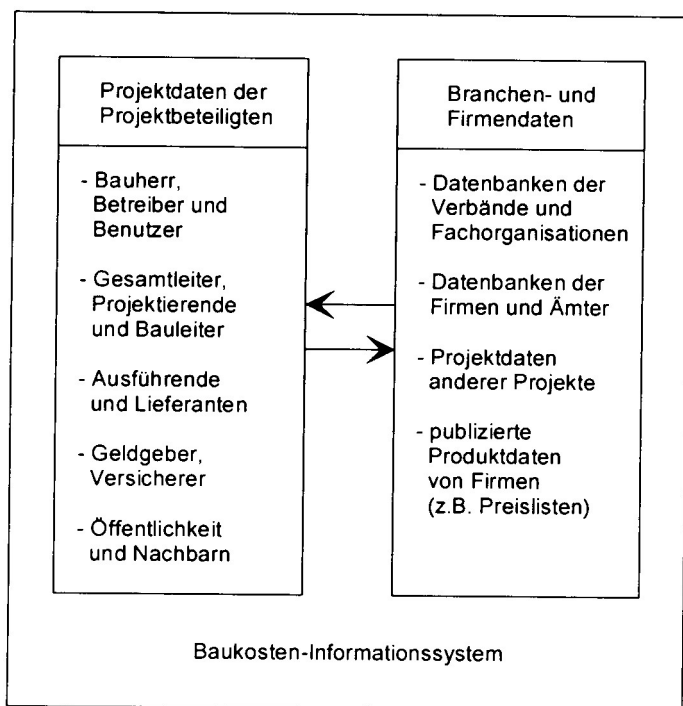 Projektdaten der
Projektbeteiligten
- Bauherr,
Betreiber und
Benutzer
- Gesamtleiter,
Projektierende
und Bauleiter
- Ausführende
und Lieferanten
- Geldgeber,
Versicherer
- Öffentlichkeit
und Nachbarn
Branchen- und
Firmendaten
- Datenbanken der
Verbände und
Fachorganisationen
- Datenbanken der
Firmen und Ämter
- Projektdaten
anderer Projekte
- publizierte
Produktdaten
von Firmen
(z.B. Preislisten)
Baukosten-Informationssystem